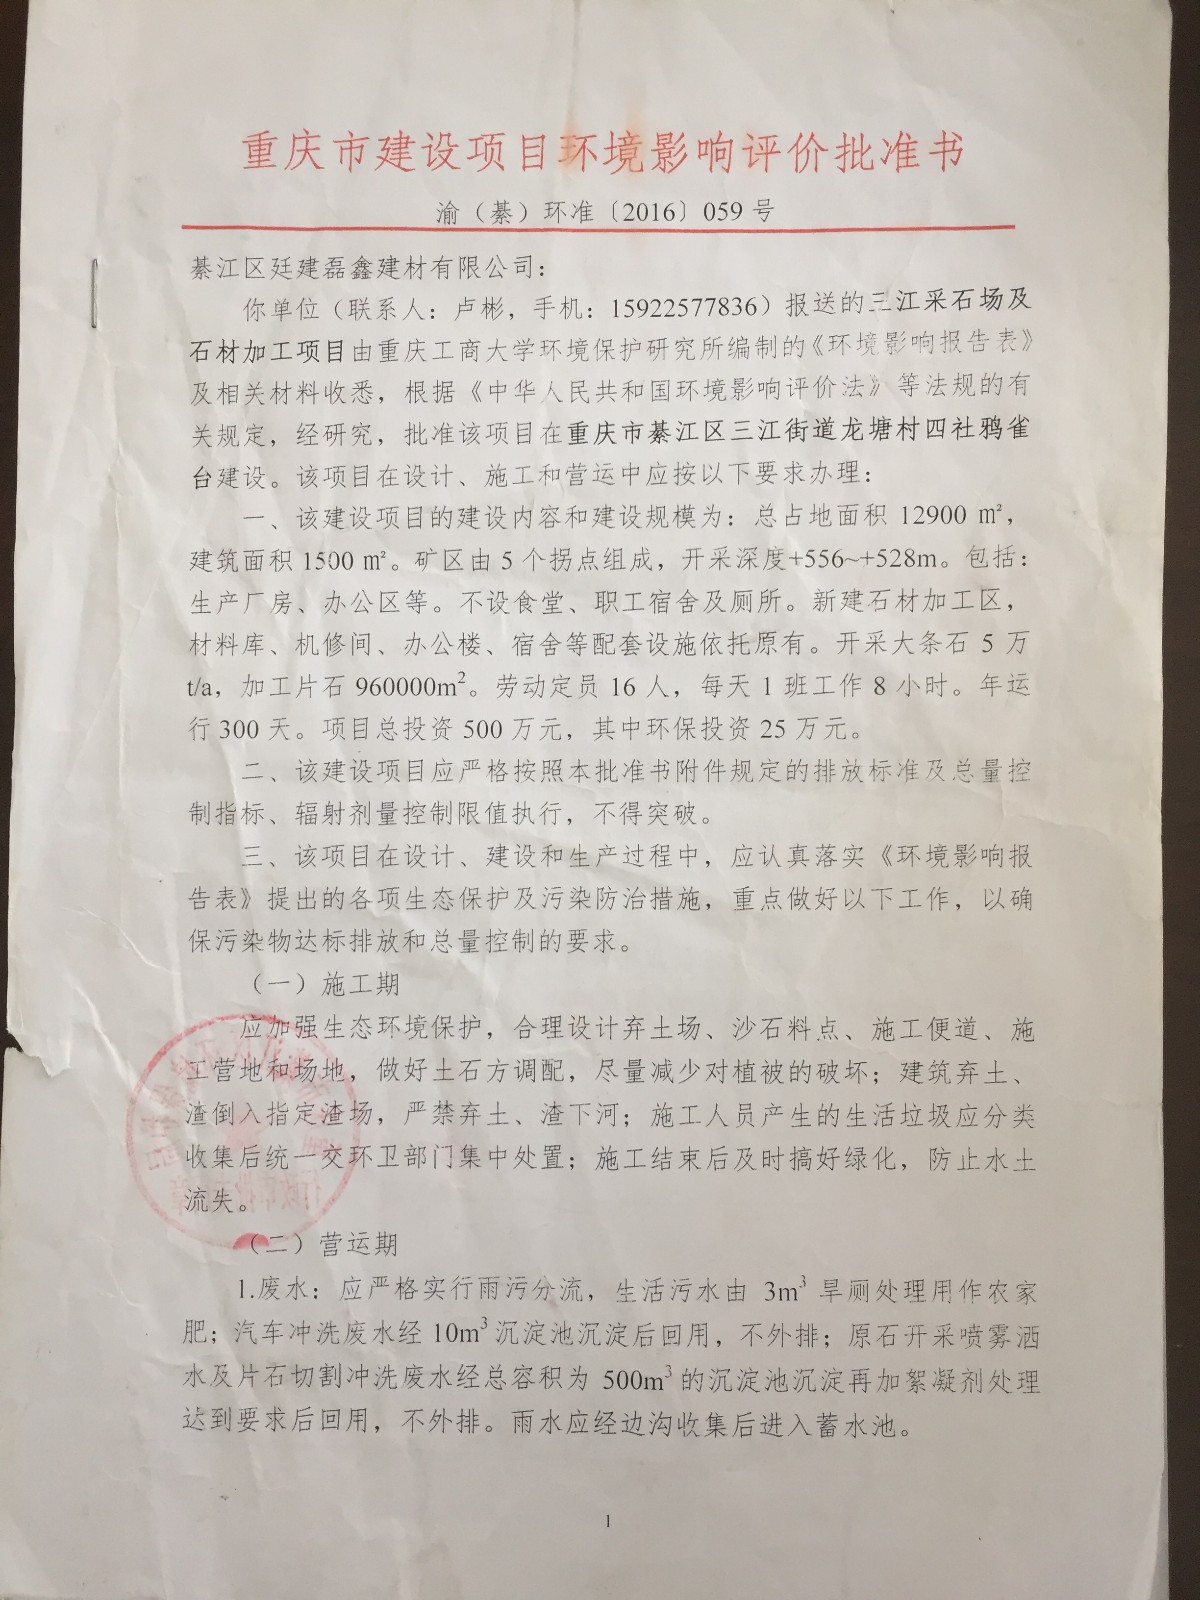 重庆市建设项目环境影响评价批准书
渝（綦）环准〔2016〕059号
綦江区廷建磊鑫建材有限公司：
你单位（联系人：卢彬，手机：15922577836）报送的三江采石场及
石材加工项目由重庆工商大学环境保护研究所编制的《环境影响报告表》
及相关材料收悉，根据《中华人民共和国环境影响评价法》等法规的有
关规定，经研究，批准该项目在重庆市綦江区三江街道龙塘村四社鸦雀
台建设。该项目在设计、施工和营运中应按以下要求办理：
一、该建设项目的建设内容和建设规模为：总占地面积 12900 ㎡，
建筑面积 1500 ㎡。矿区由 5 个拐点组成，开采深度+556~+528m。包括：
生产厂房、办公区等。不设食堂、职工宿舍及厕所。新建石材加工区，
材料库、机修间、办公楼、宿舍等配套设施依托原有。开采大条石 5 万
t/a，加工片石 960000m²。劳动定员 16 人，每天 1 班工作 8 小时。年运
行 300 天。项目总投资 500 万元，其中环保投资 25 万元。
二、该建设项目应严格按照本批准书附件规定的排放标准及总量控
制指标、辐射剂量控制限值执行，不得突破。
三、该项目在设计、建设和生产过程中，应认真落实《环境影响报
告表》提出的各项生态保护及污染防治措施，重点做好以下工作，以确
保污染物达标排放和总量控制的要求。
（一）施工期
应加强生态环境保护，合理设计弃土场、沙石料点、施工便道、施
工营地和场地，做好土石方调配，尽量减少对植被的破坏；建筑弃土、
渣倒入指定渣场，严禁弃土、渣下河；施工人员产生的生活垃圾应分类
收集后统一交环卫部门集中处置；施工结束后及时搞好绿化，防止水土
流失。
（二）营运期
1.废水：应严格实行雨污分流，生活污水由 3m³ 旱厕处理用作农家
肥；汽车冲洗废水经 10m³ 沉淀池沉淀后回用，不外排；原石开采喷雾洒
水及片石切割冲洗废水经总容积为 500m³ 的沉淀池沉淀再加絮凝剂处理
达到要求后回用，不外排。雨水应经边沟收集后进入蓄水池。
1